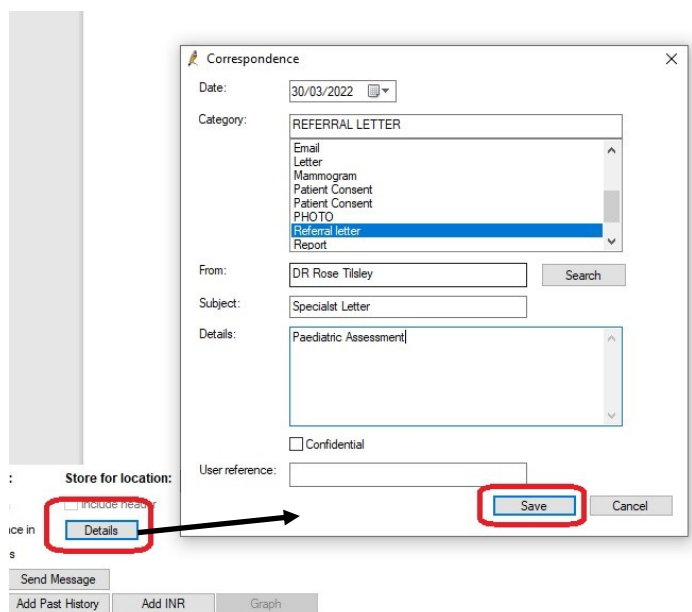 Correspondence
Date:
30/03/2022
Category:
REFERRAL LETTER
Email
Letter
Mammogram
Patient Consent
Patient Consent
PHOTO
Referral letter
Report
From:
DR Rose Tilsley
Search
Subject:
Specialst Letter
Details:
Paediatric Assessment
Confidential
User reference:
Save
Cancel
: Store for location:
Include header
ce in
Details
s
Send Message
Add Past History
Add INR
Graph